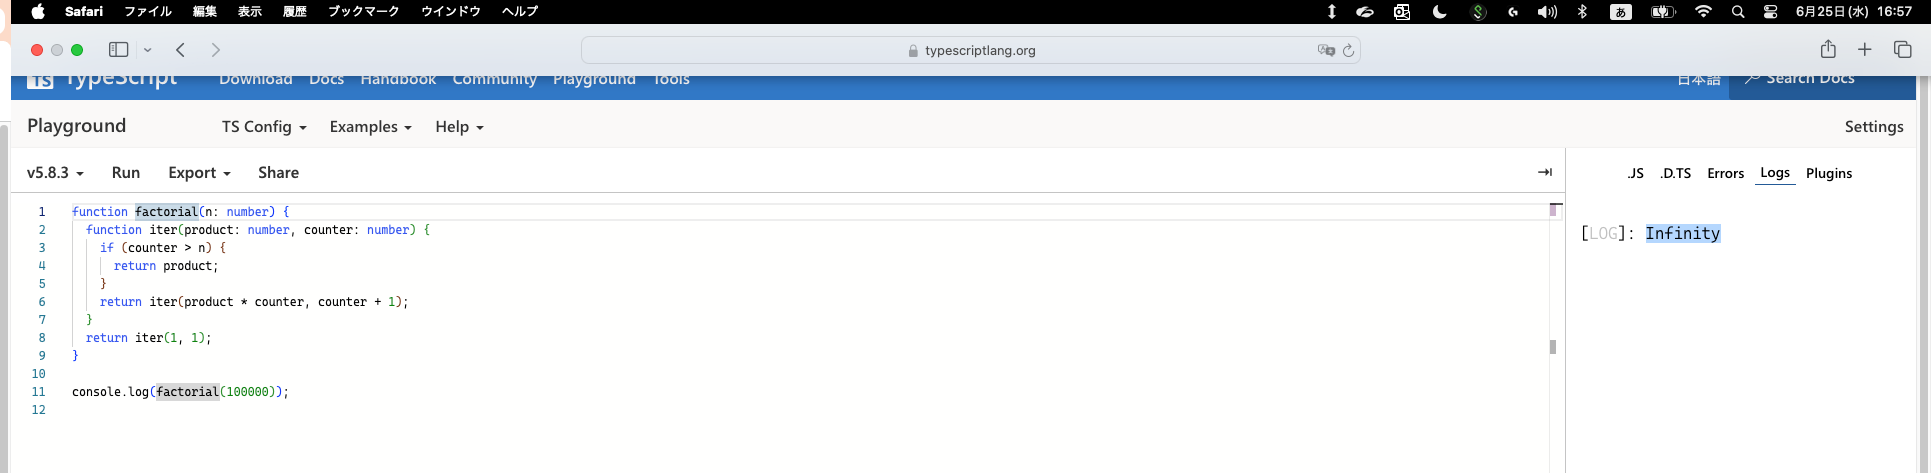 Safari ファイル 編集 表示 履歴 ブックマーク ウインドウ ヘルプ あ 6月25日(水) 16:57
typescriptlang.org
TS TypeScript Download Docs Handbook Community Playground Tools 日本語 Search Docs
Playground TS Config Examples Help Settings
v5.8.3 Run Export Share
.JS .D.TS Errors Logs Plugins
1 function factorial(n: number) {
2 function iter(product: number, counter: number) {
3 if (counter > n) {
4 return product;
5 }
6 return iter(product * counter, counter + 1);
7 }
8 return iter(1, 1);
9 }
10
11 console.log(factorial(100000));
12
[LOG]: Infinity